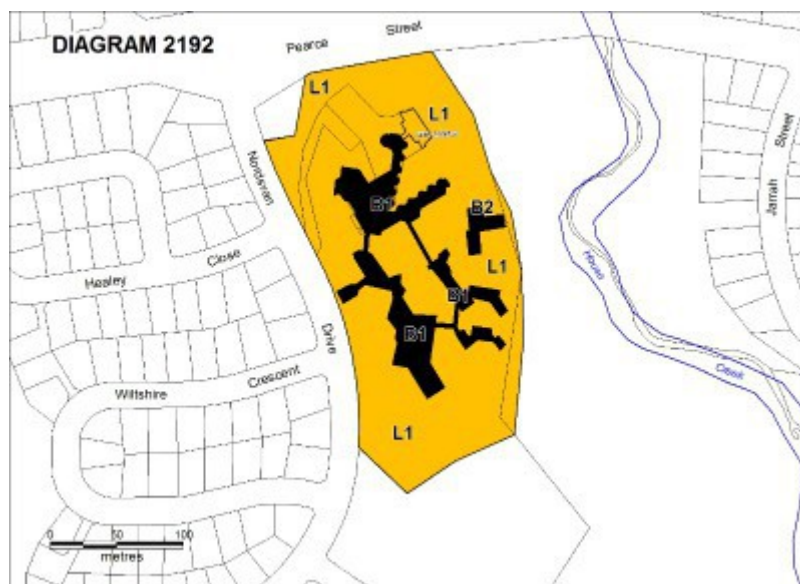 DIAGRAM 2192
Pearce Street
L1
L1
Nordsvan
Jarrah Street
B1
B2
Close
Healey
L1
House
B1
Drive
B1
Crescent
Creek
Wiltshire
L1
0 50 100
metres